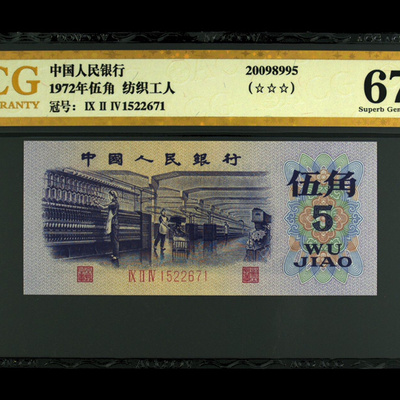 CG
RRANTY
中国人民银行
1972年伍角 纺织工人
冠号: IX II IV 1522671
20098995
(☆☆☆)
67
Superb Gem
中國人民銀行
伍角
5
WU
JIAO
IX II IV 1522671